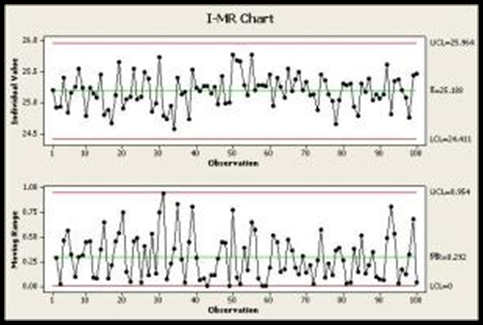 I-MR Chart
Individual Value
26.0
25.5
25.0
24.5
UCL=25.964
X̄=25.188
LCL=24.411
1 10 20 30 40 50 60 70 80 90 100
Observation
Moving Range
1.00
0.75
0.50
0.25
0.00
UCL=0.954
M̄R̄=0.292
LCL=0
1 10 20 30 40 50 60 70 80 90 100
Observation